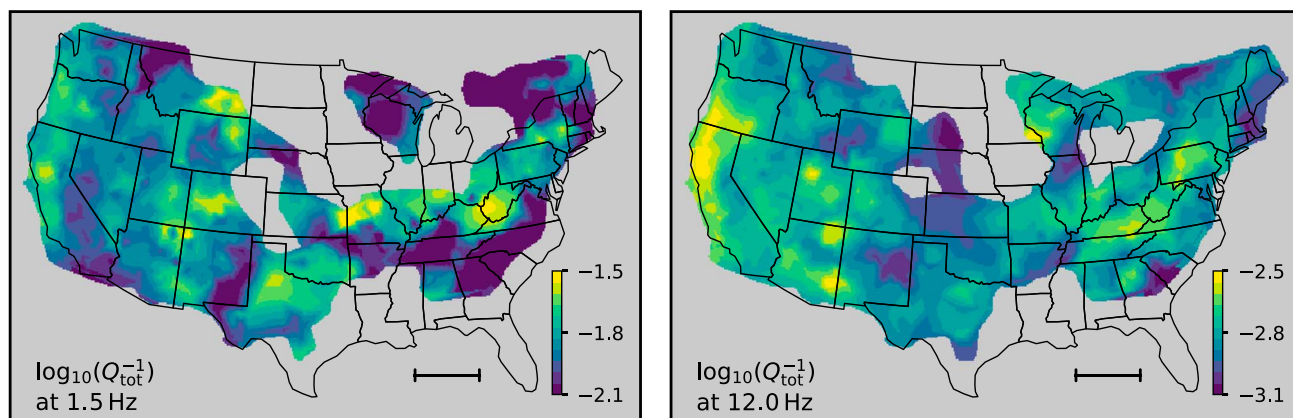 −1.5
−1.8
−2.1
log₁₀(Q⁻¹tot)
at 1.5 Hz
−2.5
−2.8
−3.1
log₁₀(Q⁻¹tot)
at 12.0 Hz